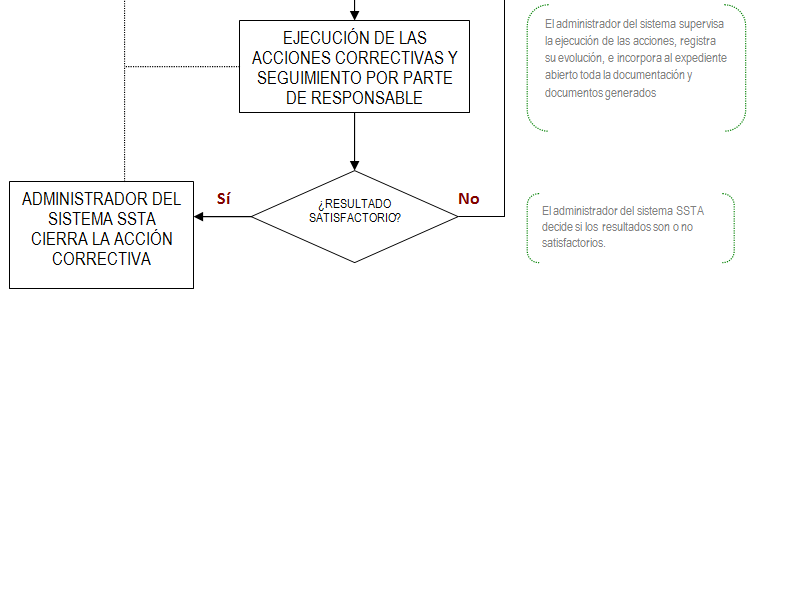 EJECUCIÓN DE LAS
ACCIONES CORRECTIVAS Y
SEGUIMIENTO POR PARTE
DE RESPONSABLE
El administrador del sistema supervisa
la ejecución de las acciones, registra
su evolución, e incorpora al expediente
abierto toda la documentación y
documentos generados
ADMINISTRADOR DEL
SISTEMA SSTA
CIERRA LA ACCIÓN
CORRECTIVA
Sí
¿RESULTADO
SATISFACTORIO?
No
El administrador del sistema SSTA
decide si los resultados son o no
satisfactorios.